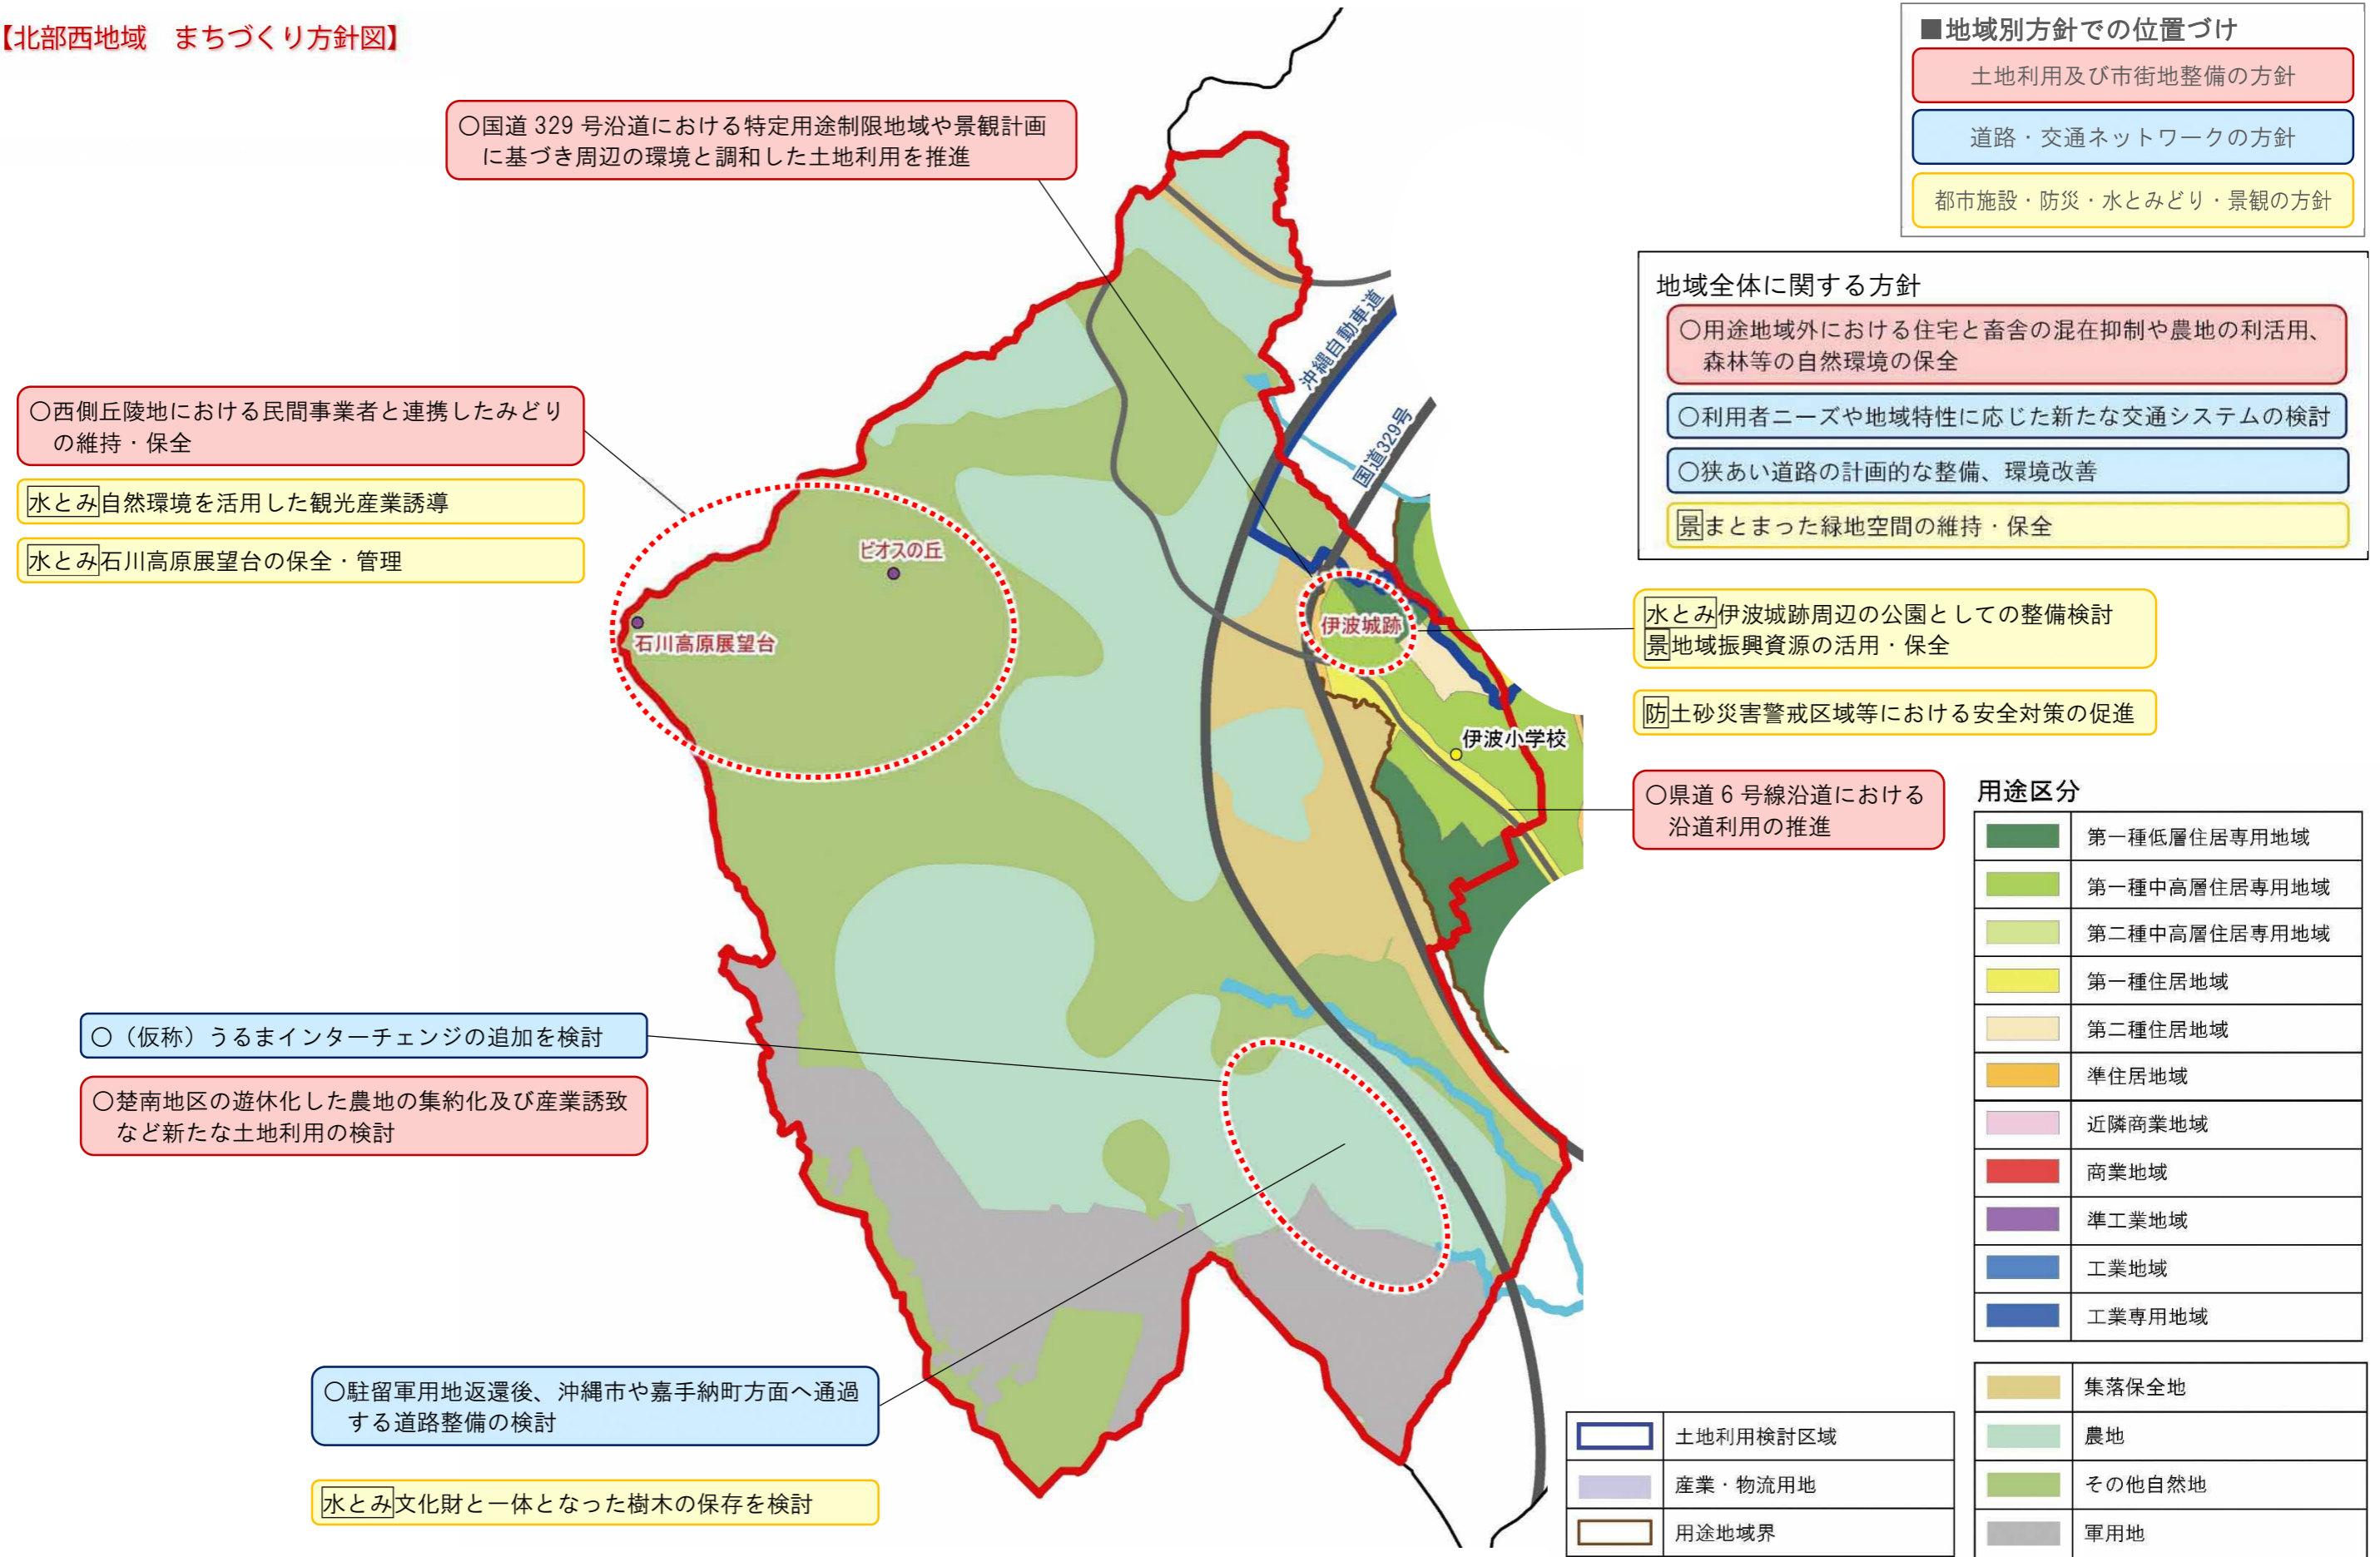 【北部西地域　まちづくり方針図】
■地域別方針での位置づけ
土地利用及び市街地整備の方針
道路・交通ネットワークの方針
都市施設・防災・水とみどり・景観の方針
○国道 329 号沿道における特定用途制限地域や景観計画
に基づき周辺の環境と調和した土地利用を推進
地域全体に関する方針
○用途地域外における住宅と畜舎の混在抑制や農地の利活用、
森林等の自然環境の保全
○利用者ニーズや地域特性に応じた新たな交通システムの検討
○狭あい道路の計画的な整備、環境改善
景まとまった緑地空間の維持・保全
○西側丘陵地における民間事業者と連携したみどり
の維持・保全
水とみ自然環境を活用した観光産業誘導
水とみ石川高原展望台の保全・管理
沖縄自動車道
国道329号
ビオスの丘
石川高原展望台
伊波城跡
伊波小学校
水とみ伊波城跡周辺の公園としての整備検討
景地域振興資源の活用・保全
防土砂災害警戒区域等における安全対策の促進
○県道 6 号線沿道における
沿道利用の推進
○（仮称）うるまインターチェンジの追加を検討
○楚南地区の遊休化した農地の集約化及び産業誘致
など新たな土地利用の検討
○駐留軍用地返還後、沖縄市や嘉手納町方面へ通過
する道路整備の検討
水とみ文化財と一体となった樹木の保存を検討
用途区分
第一種低層住居専用地域
第一種中高層住居専用地域
第二種中高層住居専用地域
第一種住居地域
第二種住居地域
準住居地域
近隣商業地域
商業地域
準工業地域
工業地域
工業専用地域
集落保全地
農地
その他自然地
軍用地
土地利用検討区域
産業・物流用地
用途地域界